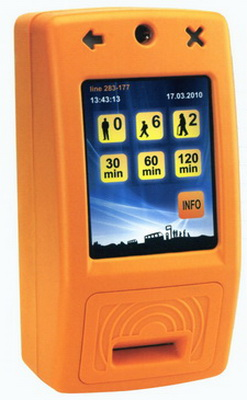 line 283-177
13:43:13 17.03.2010
0 6 2
30 min 60 min 120 min
INFO